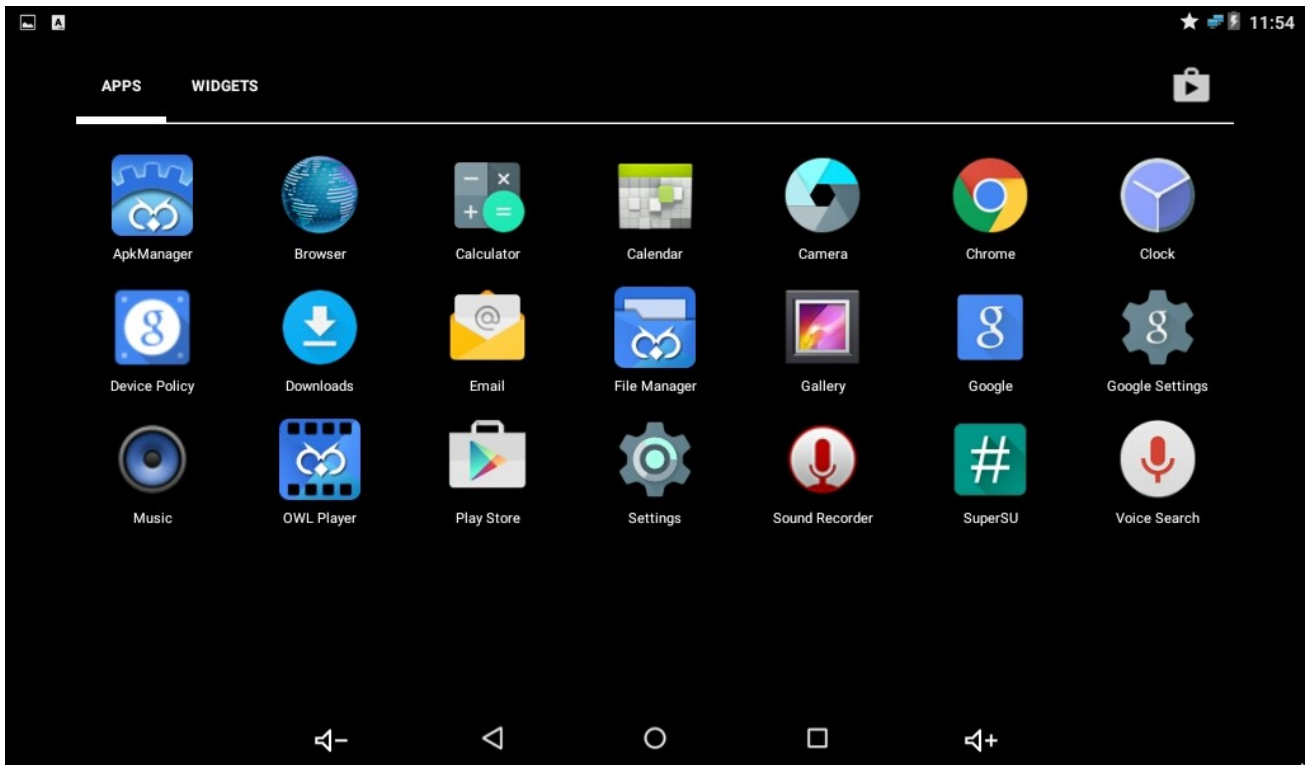 11:54
APPS WIDGETS
ApkManager Browser Calculator Calendar Camera Chrome Clock
Device Policy Downloads Email File Manager Gallery Google Google Settings
Music OWL Player Play Store Settings Sound Recorder SuperSU Voice Search